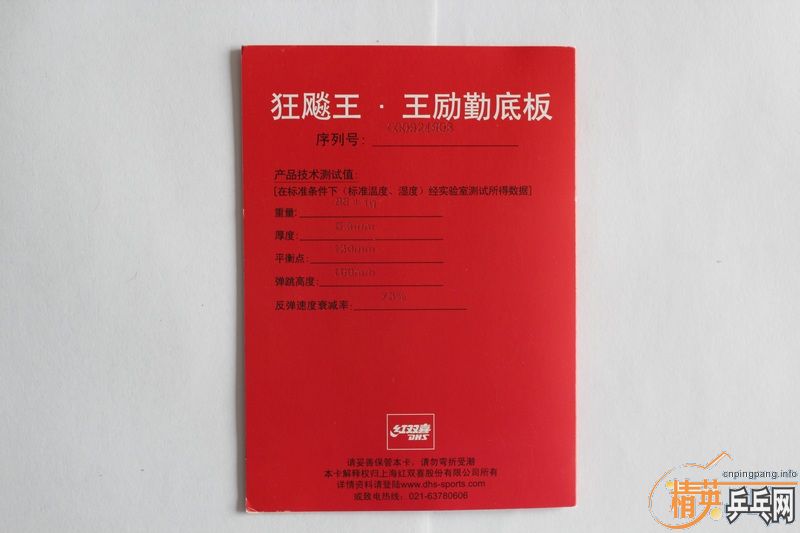 狂飚王 · 王励勤底板
序列号:
产品技术测试值:
[在标准条件下（标准温度、湿度）经实验室测试所得数据]
重量:
厚度:
平衡点:
弹跳高度:
反弹速度衰减率:
红双喜
DHS
请妥善保管本卡，请勿弯折受潮
本卡解释权归上海红双喜股份有限公司所有
详情资料请登陆www.dhs-sports.com
或致电热线：021-63780606
cnpingpang.info
精英乒乓网